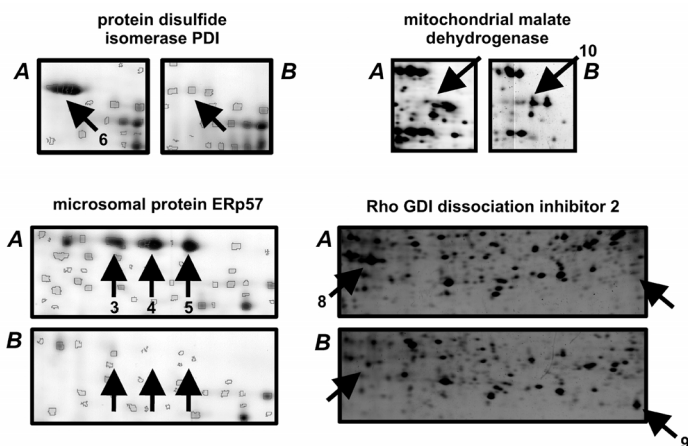 protein disulfide
isomerase PDI
mitochondrial malate
dehydrogenase
10
A
B
A
B
6
microsomal protein ERp57
Rho GDI dissociation inhibitor 2
A
3
4
5
B
A
8
B
9